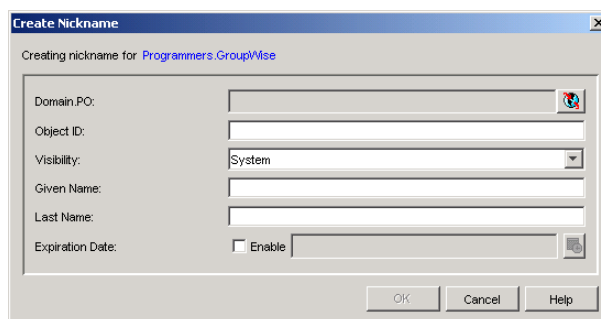 Create Nickname
Creating nickname for Programmers.GroupWise
Domain.PO:
Object ID:
Visibility: System
Given Name:
Last Name:
Expiration Date: Enable
OK Cancel Help